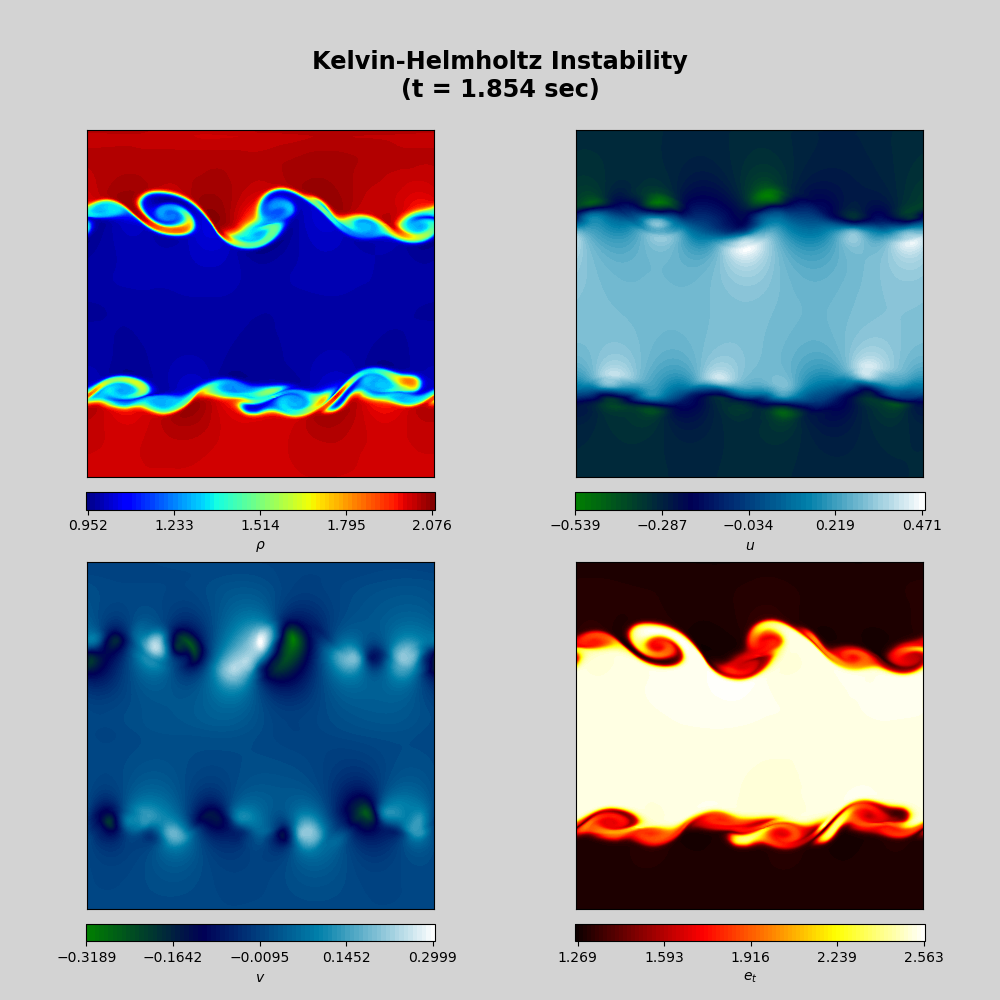 Kelvin-Helmholtz Instability
(t = 1.854 sec)
0.952 1.233 1.514 1.795 2.076
ρ
−0.539 −0.287 −0.034 0.219 0.471
u
−0.3189 −0.1642 −0.0095 0.1452 0.2999
v
1.269 1.593 1.916 2.239 2.563
eₜ